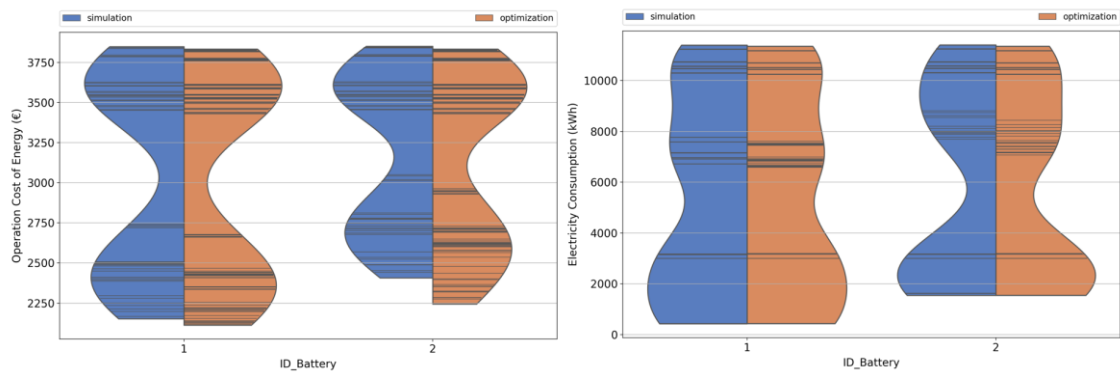 simulation
optimization
Operation Cost of Energy (€)
3750
3500
3250
3000
2750
2500
2250
1
2
ID_Battery
simulation
optimization
Electricity Consumption (kWh)
10000
8000
6000
4000
2000
0
1
2
ID_Battery